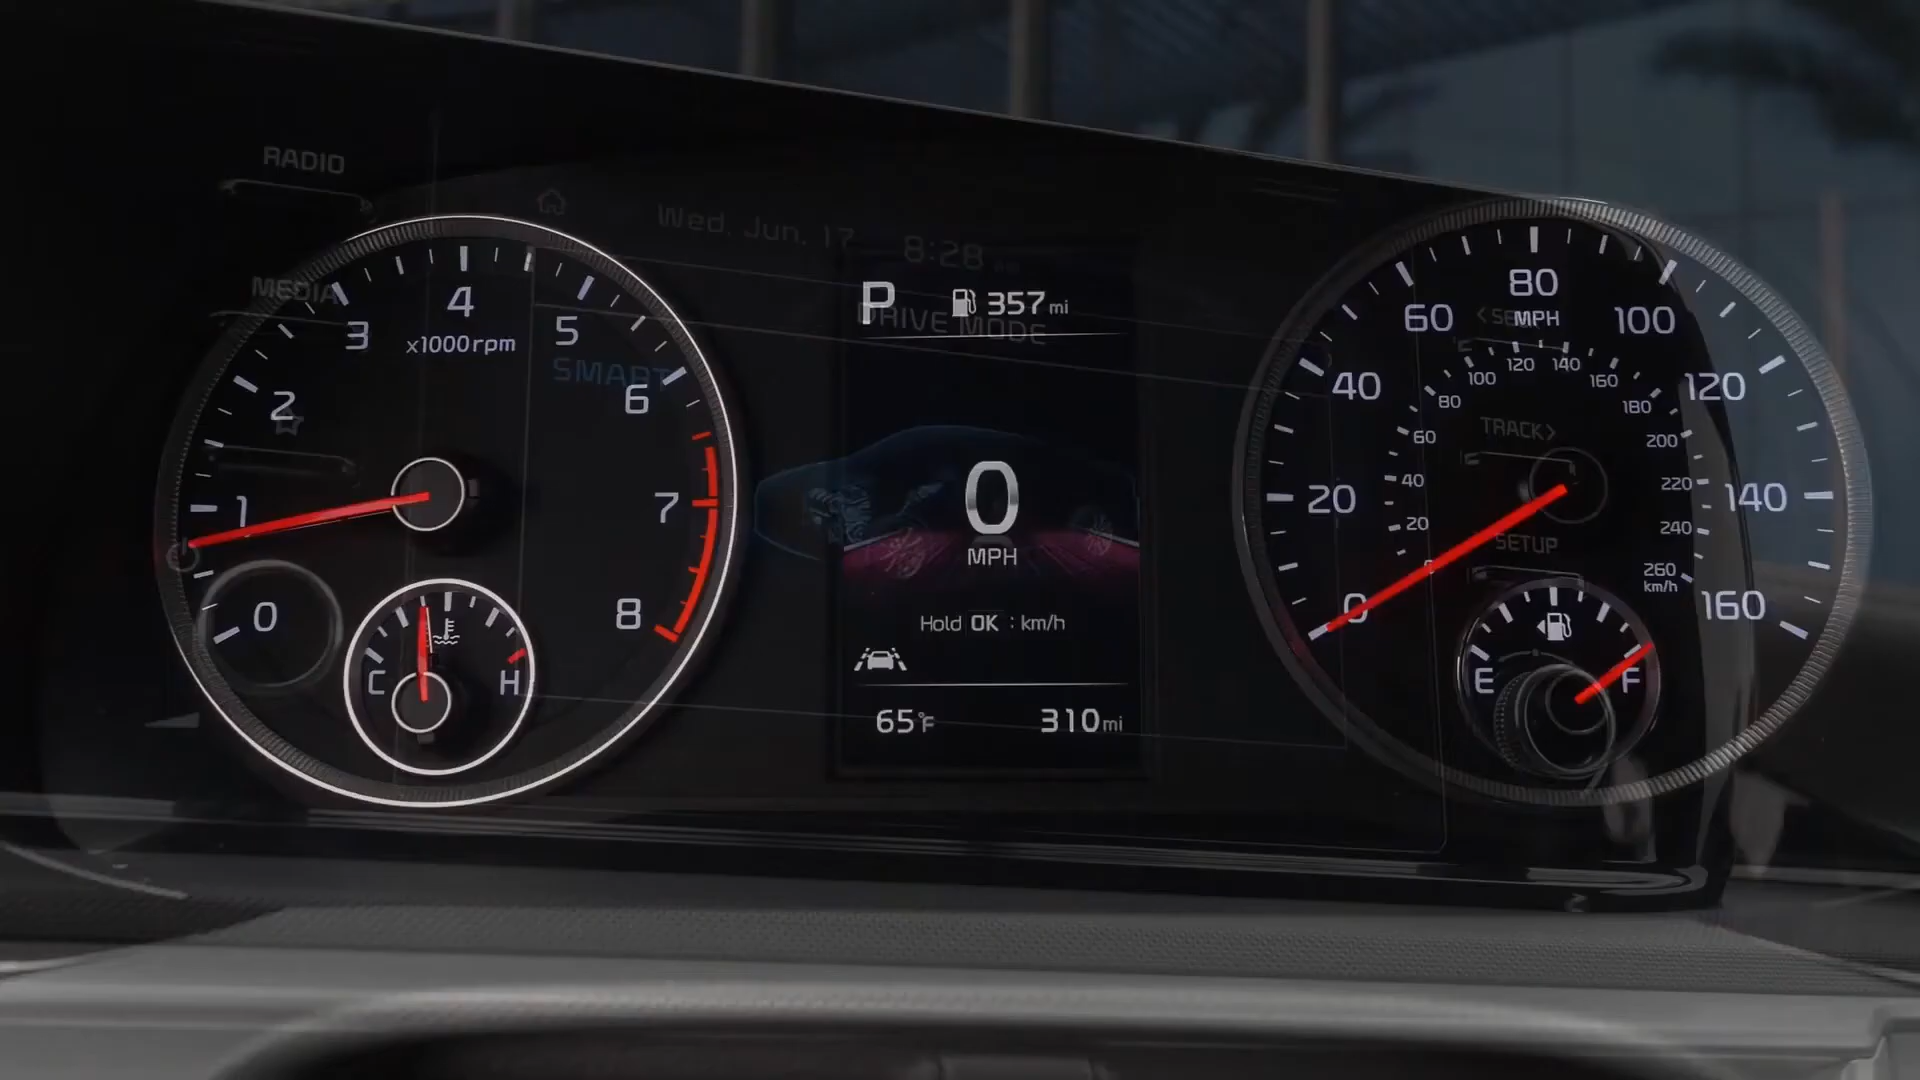 RADIO
MEDIA
Wed, Jun. 17
8:28
DRIVE MODE
SMART
P
357 mi
0
MPH
Hold OK : km/h
65°F
310 mi
0
1
2
3
4
5
6
7
8
x1000rpm
C
H
0
20
40
60
80
100
120
140
160
MPH
20
40
60
80
100
120
140
160
180
200
220
240
260
km/h
TRACK>
SETUP
E
F